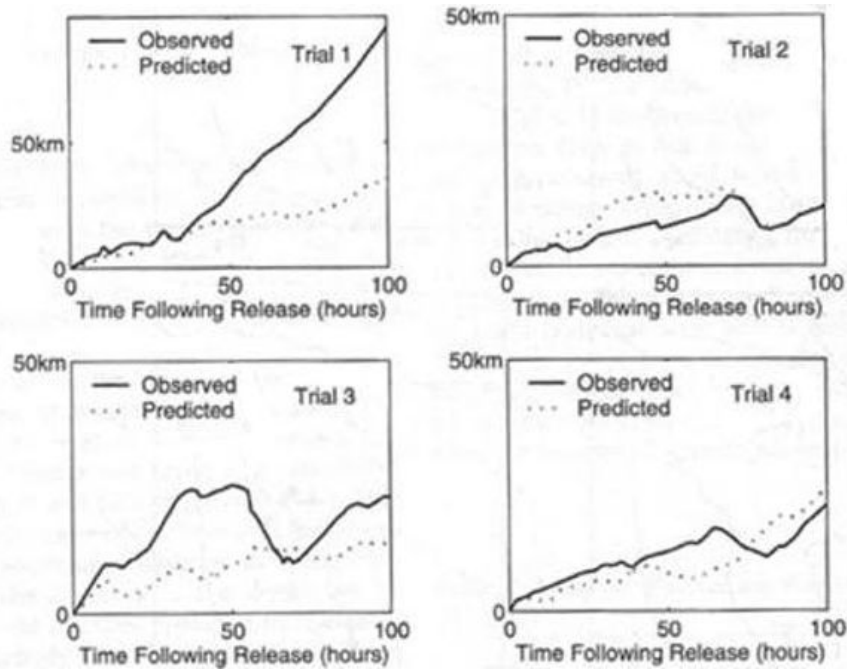 Observed
Predicted
Trial 1
50km
0
0
50
100
Time Following Release (hours)
50km
Observed
Predicted
Trial 2
0
0
50
100
Time Following Release (hours)
50km
Observed
Predicted
Trial 3
0
0
50
100
Time Following Release (hours)
50km
Observed
Predicted
Trial 4
0
0
50
100
Time Following Release (hours)